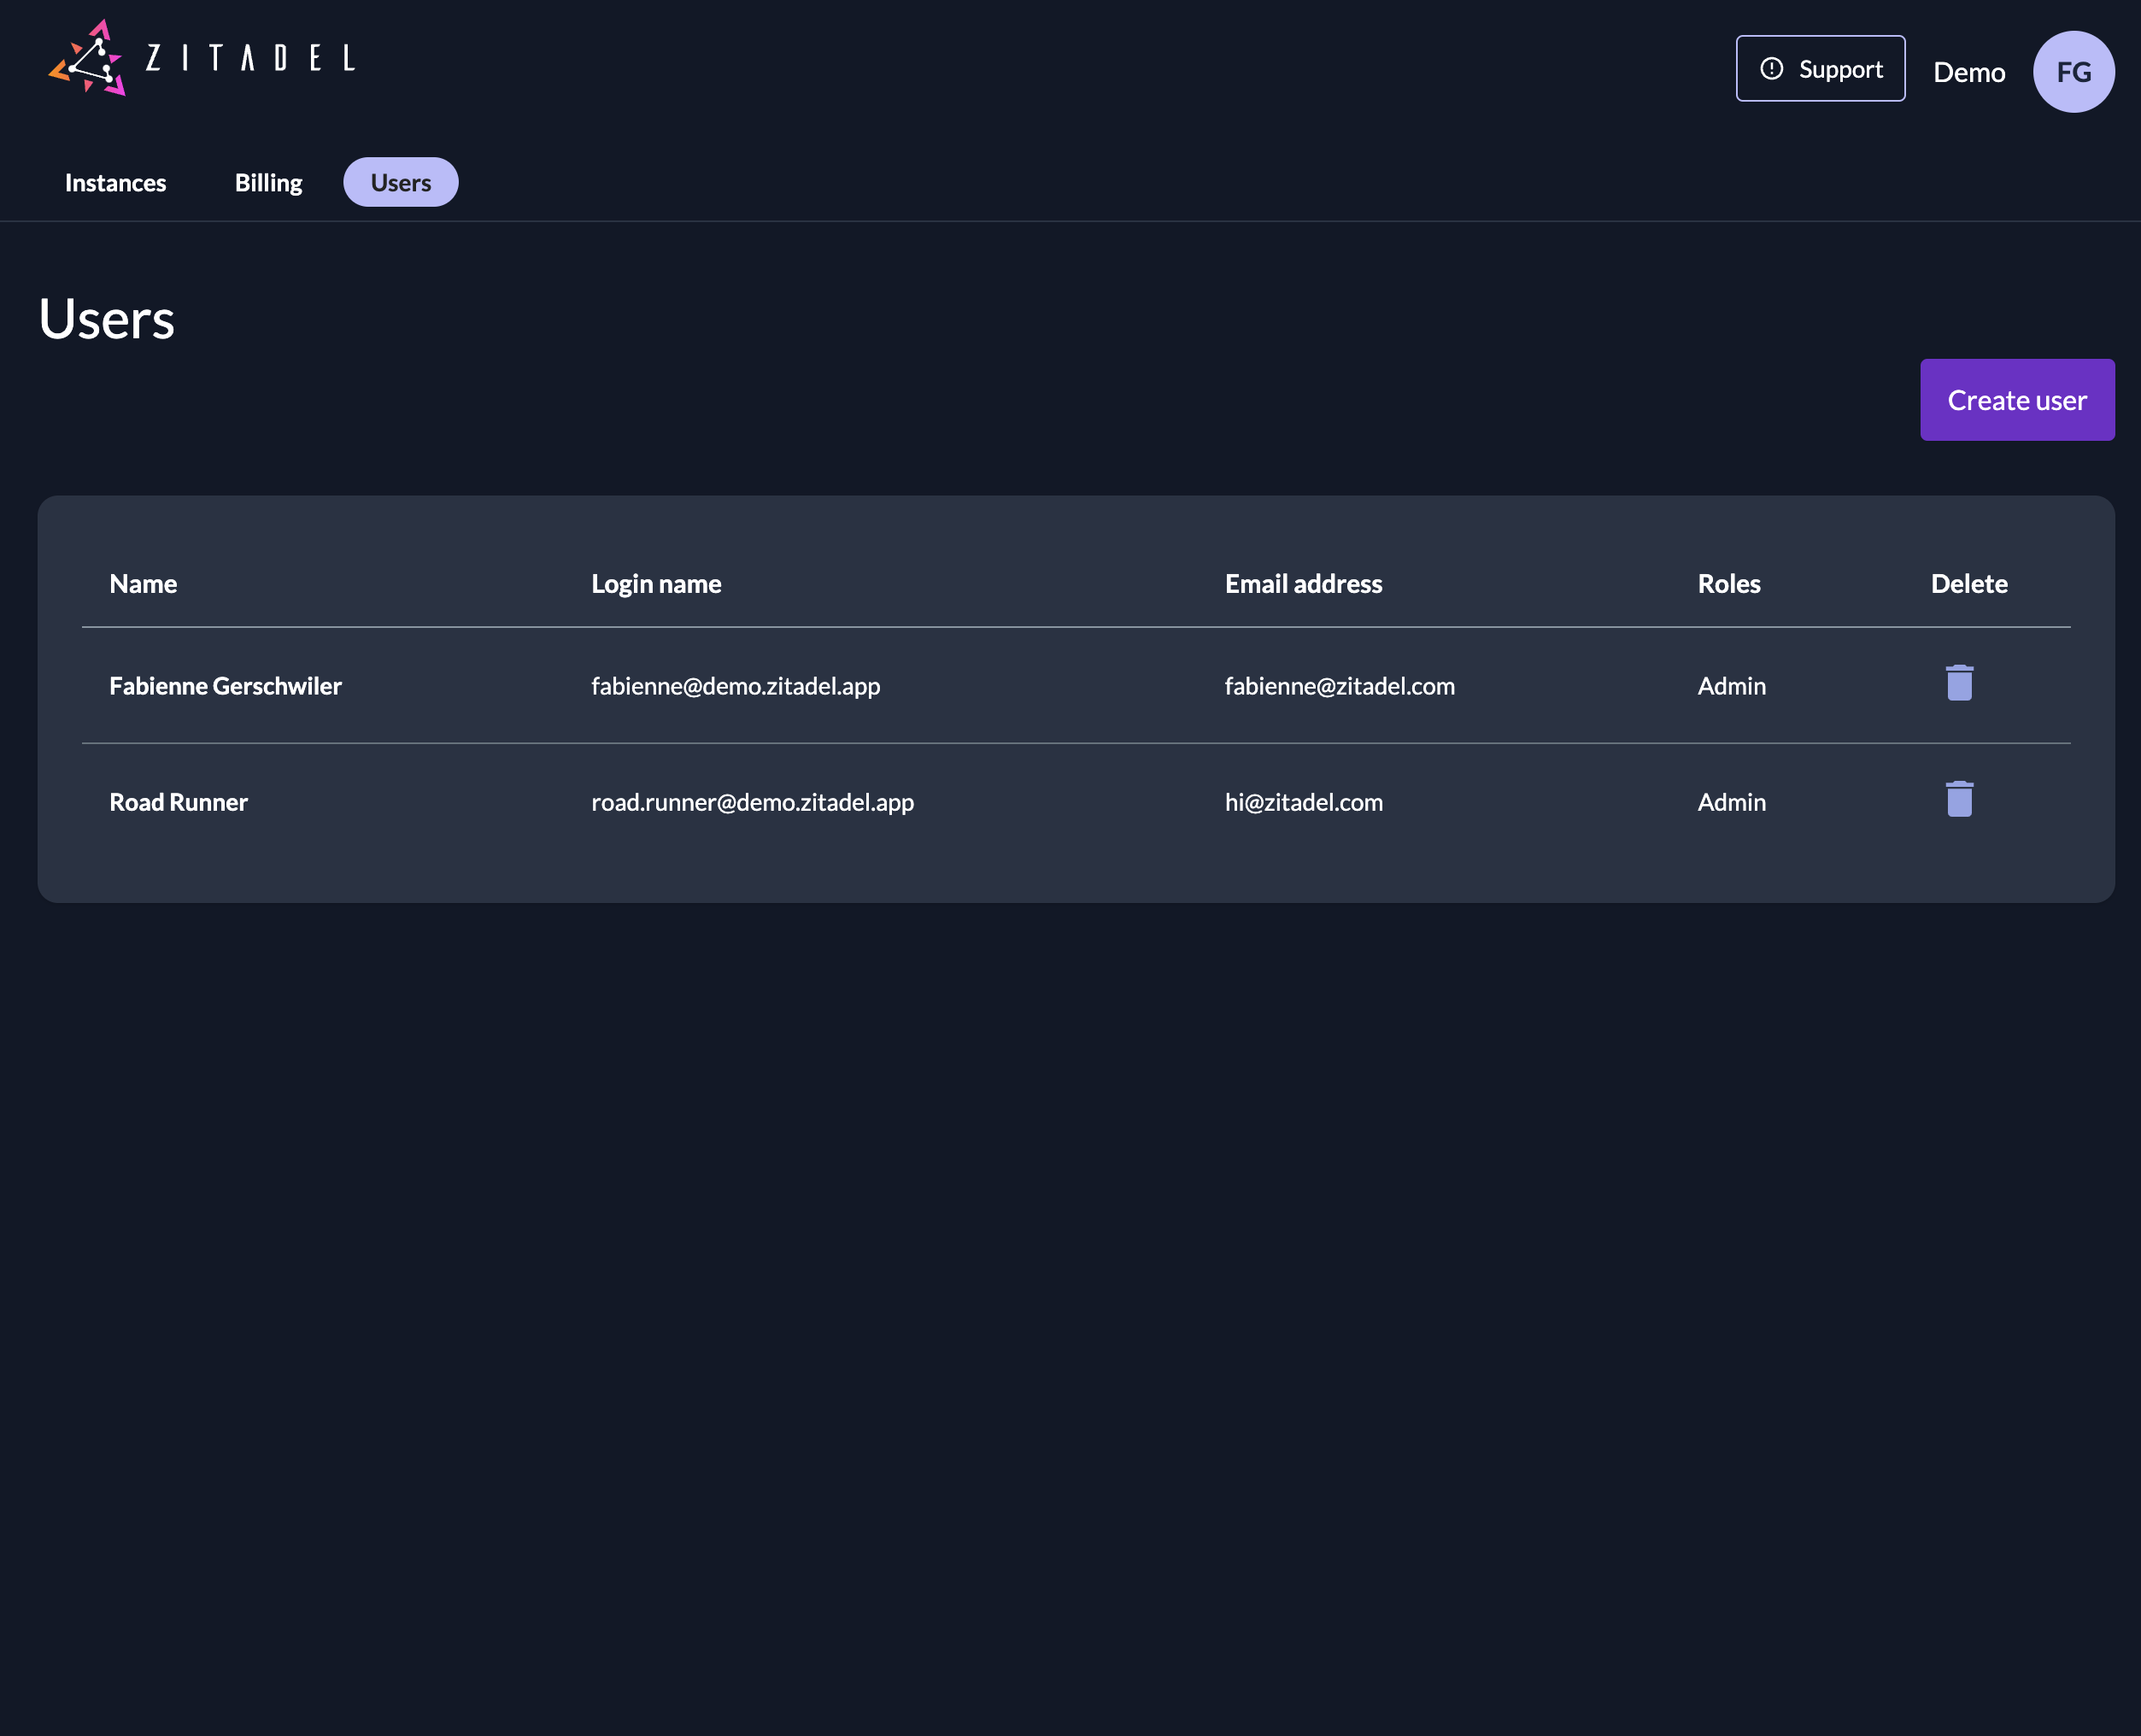 ZITADEL
Support
Demo
FG
Instances Billing Users
Users
Create user
Name Login name Email address Roles Delete
Fabienne Gerschwiler fabienne@demo.zitadel.app fabienne@zitadel.com Admin
Road Runner road.runner@demo.zitadel.app hi@zitadel.com Admin